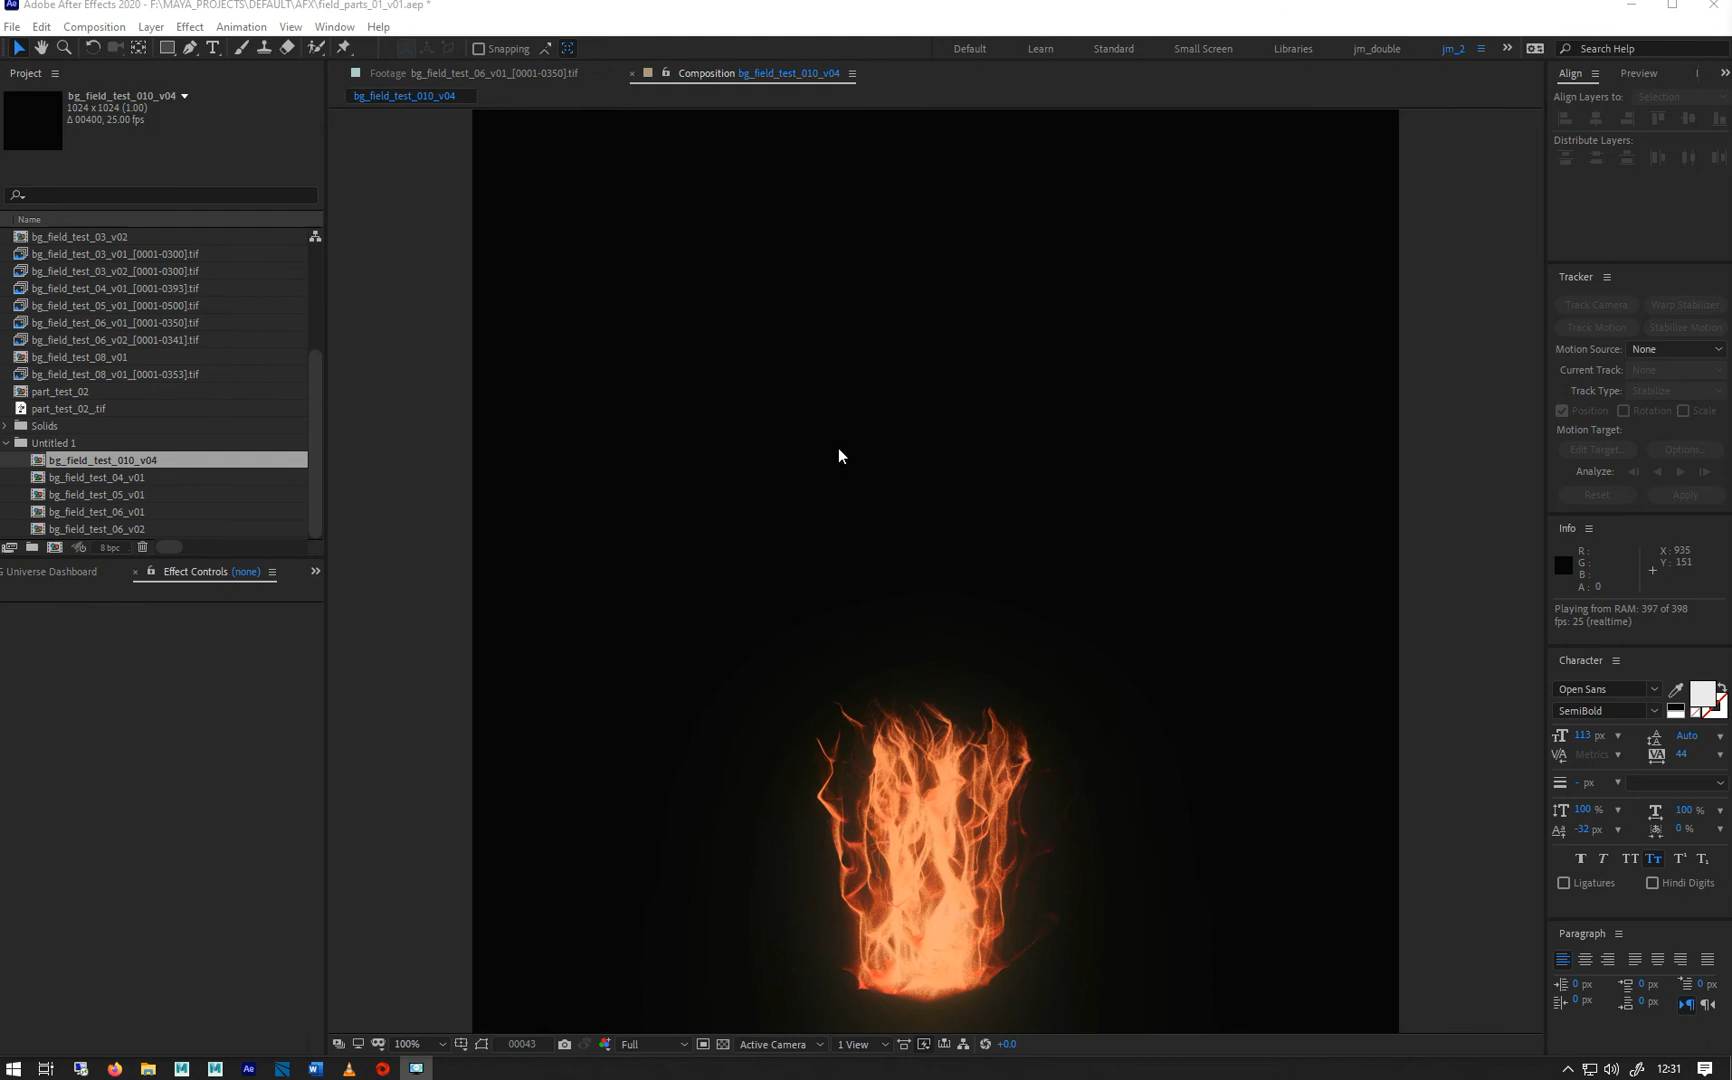 Adobe After Effects 2020 - F:\MAYA_PROJECTS\DEFAULT\AFX\field_parts_01_v01.aep *
File Edit Composition Layer Effect Animation View Window Help
Snapping
Default Learn Standard Small Screen Libraries jm_double jm_2
Search Help
Project
bg_field_test_010_v04
1024 x 1024 (1.00)
Δ 00400, 25.00 fps
Name
bg_field_test_03_v02
bg_field_test_03_v01_[0001-0300].tif
bg_field_test_03_v02_[0001-0300].tif
bg_field_test_04_v01_[0001-0393].tif
bg_field_test_05_v01_[0001-0500].tif
bg_field_test_06_v01_[0001-0350].tif
bg_field_test_06_v02_[0001-0341].tif
bg_field_test_08_v01
bg_field_test_08_v01_[0001-0353].tif
part_test_02
part_test_02_.tif
Solids
Untitled 1
bg_field_test_010_v04
bg_field_test_04_v01
bg_field_test_05_v01
bg_field_test_06_v01
bg_field_test_06_v02
8 bpc
G Universe Dashboard
Effect Controls (none)
Footage bg_field_test_06_v01_[0001-0350].tif
Composition bg_field_test_010_v04
bg_field_test_010_v04
100%
00043
Full
Active Camera
1 View
+0.0
Align Preview
Align Layers to: Selection
Distribute Layers:
Tracker
Track Camera Warp Stabilizer
Track Motion Stabilize Motion
Motion Source: None
Current Track: None
Track Type: Stabilize
Position Rotation Scale
Motion Target:
Edit Target... Options...
Analyze:
Reset Apply
Info
R : X : 935
G : Y : 151
B :
A : 0
Playing from RAM: 397 of 398
fps: 25 (realtime)
Character
Open Sans
SemiBold
113 px Auto
Metrics 44
- px
100 % 100 %
-32 px 0 %
T T TT Tт T¹ T₁
Ligatures Hindi Digits
Paragraph
0 px 0 px 0 px
0 px 0 px
12:31